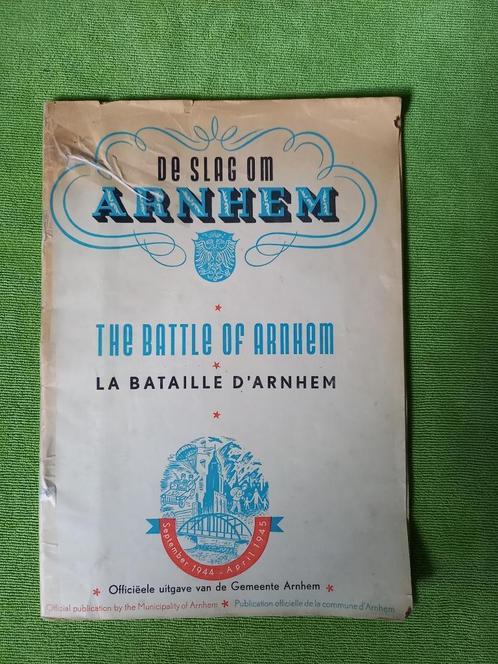 De SLAG OM
ARNHEM
THe BATTLE OF ARNHeM
LA BATAILLE D'ARNHEM
September 1944 - April 1945
* Officiëele uitgave van de Gemeente Arnhem *
Official publication by the Municipality of Arnhem * Publication officielle de la commune d'Arnhem